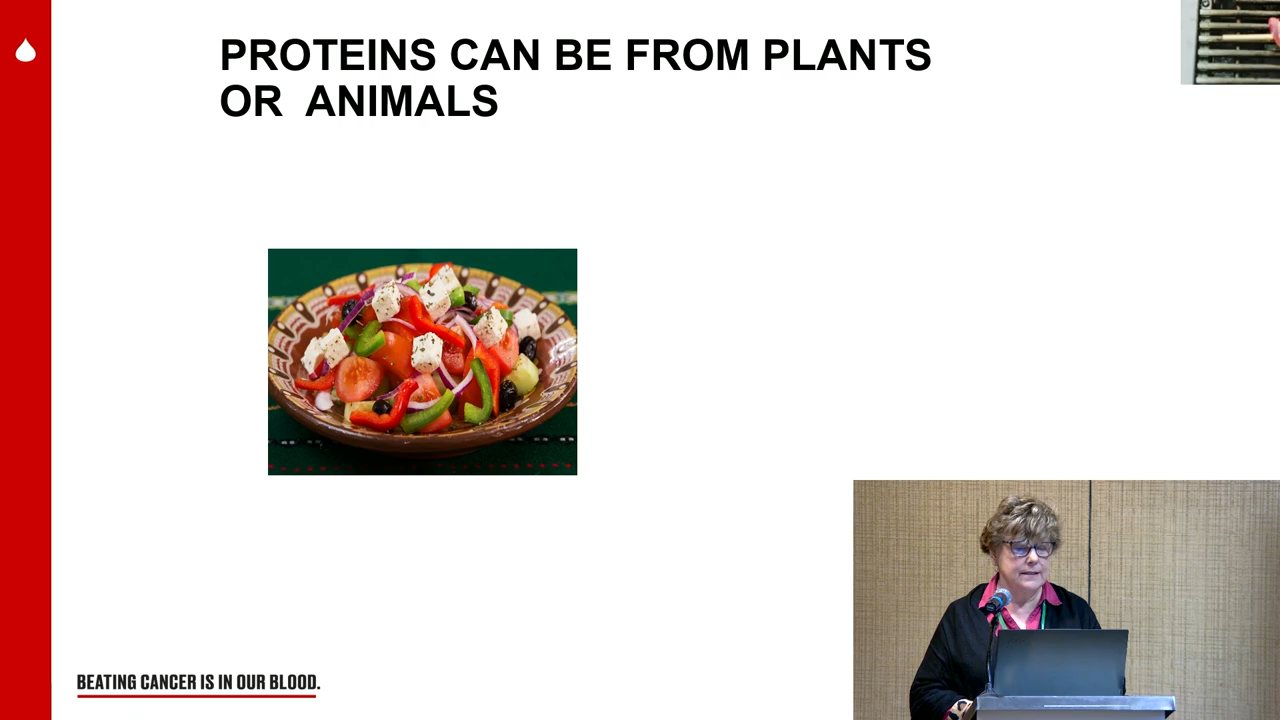 PROTEINS CAN BE FROM PLANTS
OR  ANIMALS
BEATING CANCER IS IN OUR BLOOD.